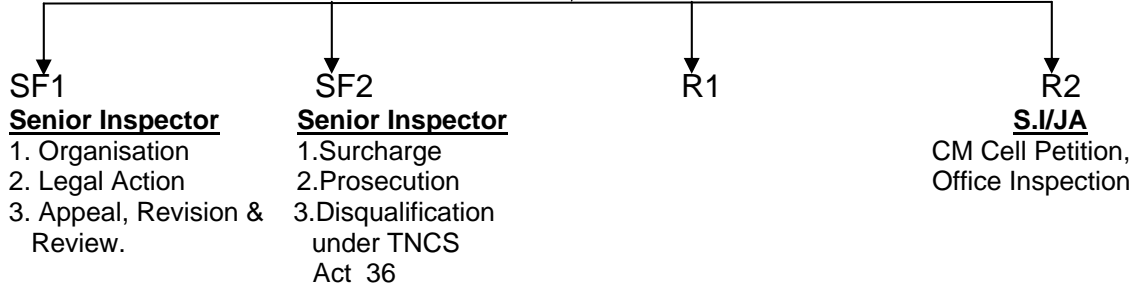 SF1
Senior Inspector
1. Organisation
2. Legal Action
3. Appeal, Revision &
Review.
SF2
Senior Inspector
1.Surcharge
2.Prosecution
3.Disqualification
under TNCS
Act 36
R1
R2
S.I/JA
CM Cell Petition,
Office Inspection